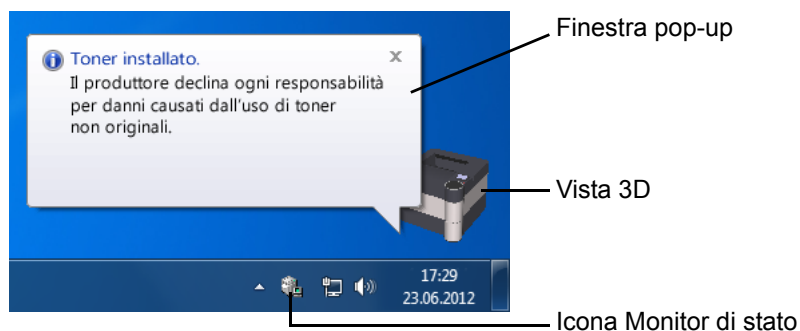 Finestra pop-up
Toner installato.
Il produttore declina ogni responsabilità
per danni causati dall'uso di toner
non originali.
Vista 3D
17:29
23.06.2012
Icona Monitor di stato